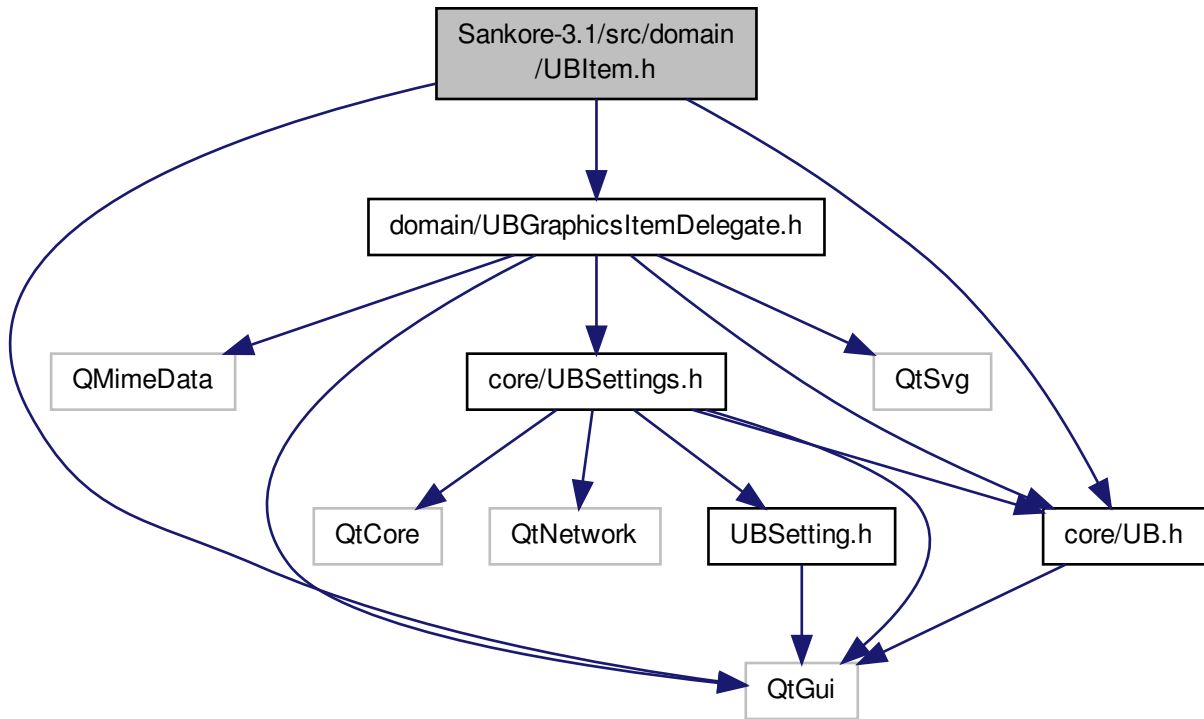 Sankore-3.1/src/domain
/UBItem.h
domain/UBGraphicsItemDelegate.h
QMimeData
core/UBSettings.h
QtSvg
QtCore
QtNetwork
UBSetting.h
core/UB.h
QtGui